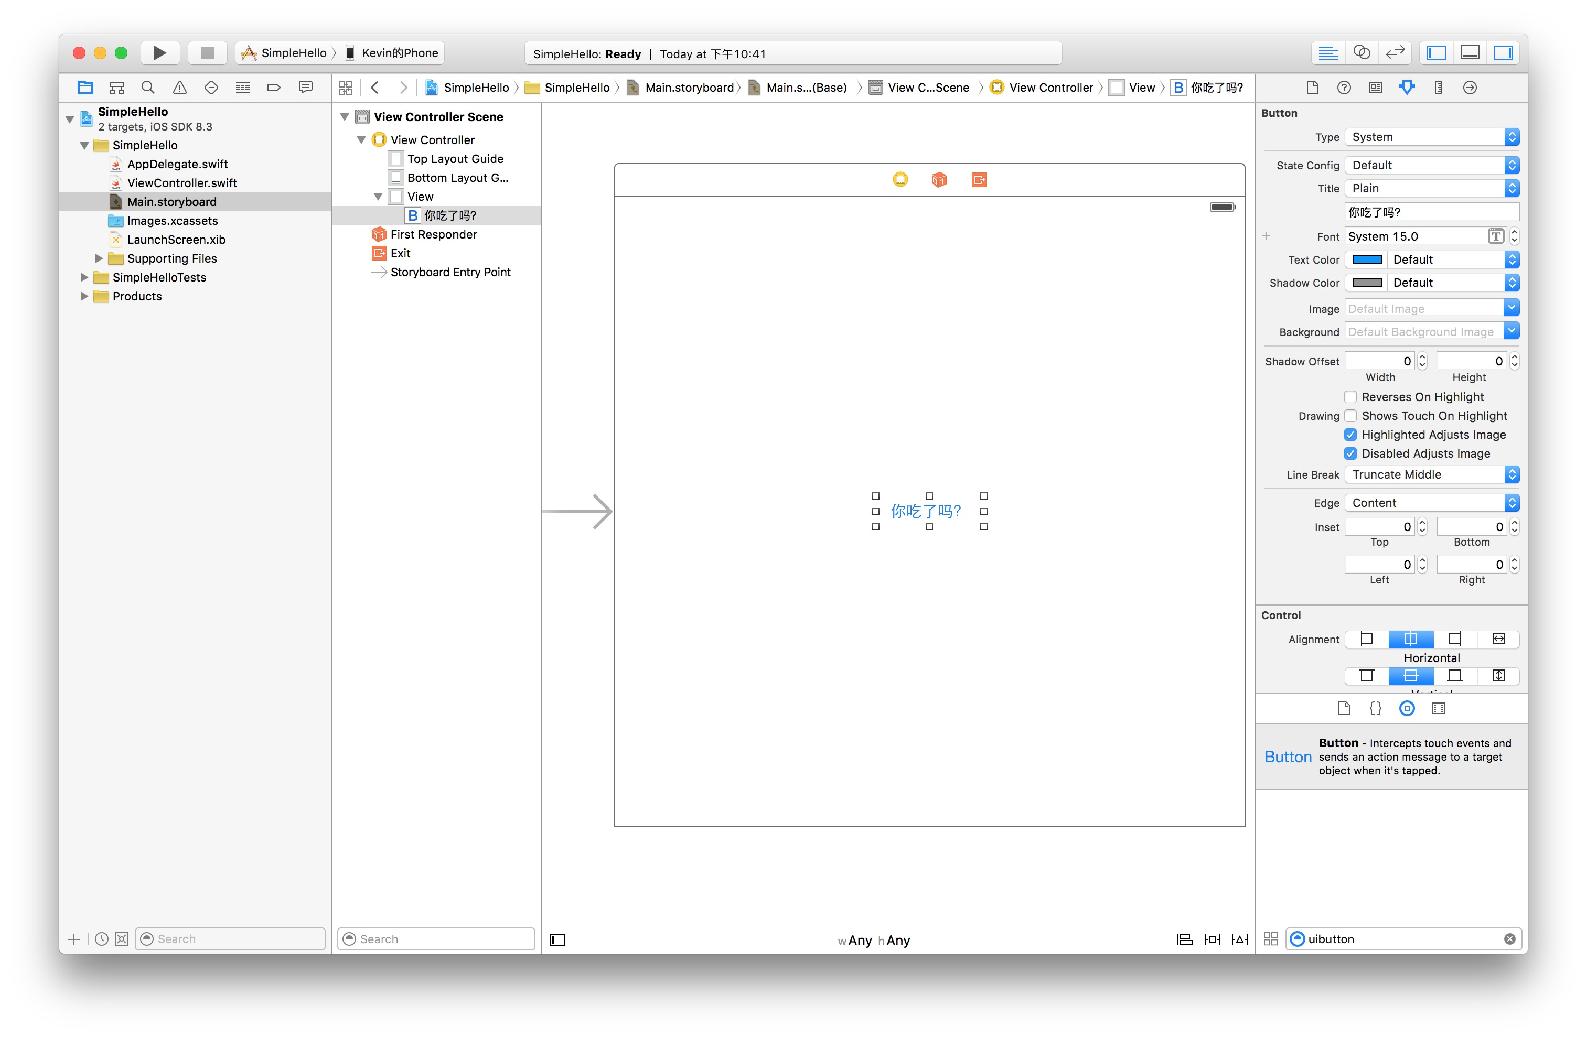 SimpleHello Kevin的Phone
SimpleHello: Ready | Today at 下午10:41
SimpleHello SimpleHello Main.storyboard Main.s...(Base) View C...Scene View Controller View B 你吃了吗?
SimpleHello
2 targets, iOS SDK 8.3
SimpleHello
AppDelegate.swift
ViewController.swift
Main.storyboard
Images.xcassets
LaunchScreen.xib
Supporting Files
SimpleHelloTests
Products
Search
View Controller Scene
View Controller
Top Layout Guide
Bottom Layout G...
View
B 你吃了吗?
First Responder
Exit
Storyboard Entry Point
Search
你吃了吗?
wAny hAny
Button
Type System
State Config Default
Title Plain
你吃了吗?
Font System 15.0 T
Text Color Default
Shadow Color Default
Image Default Image
Background Default Background Image
Shadow Offset 0 0
Width Height
Reverses On Highlight
Drawing Shows Touch On Highlight
Highlighted Adjusts Image
Disabled Adjusts Image
Line Break Truncate Middle
Edge Content
Inset 0 0
Top Bottom
0 0
Left Right
Control
Alignment
Horizontal
Button
Button - Intercepts touch events and
sends an action message to a target
object when it's tapped.
uibutton